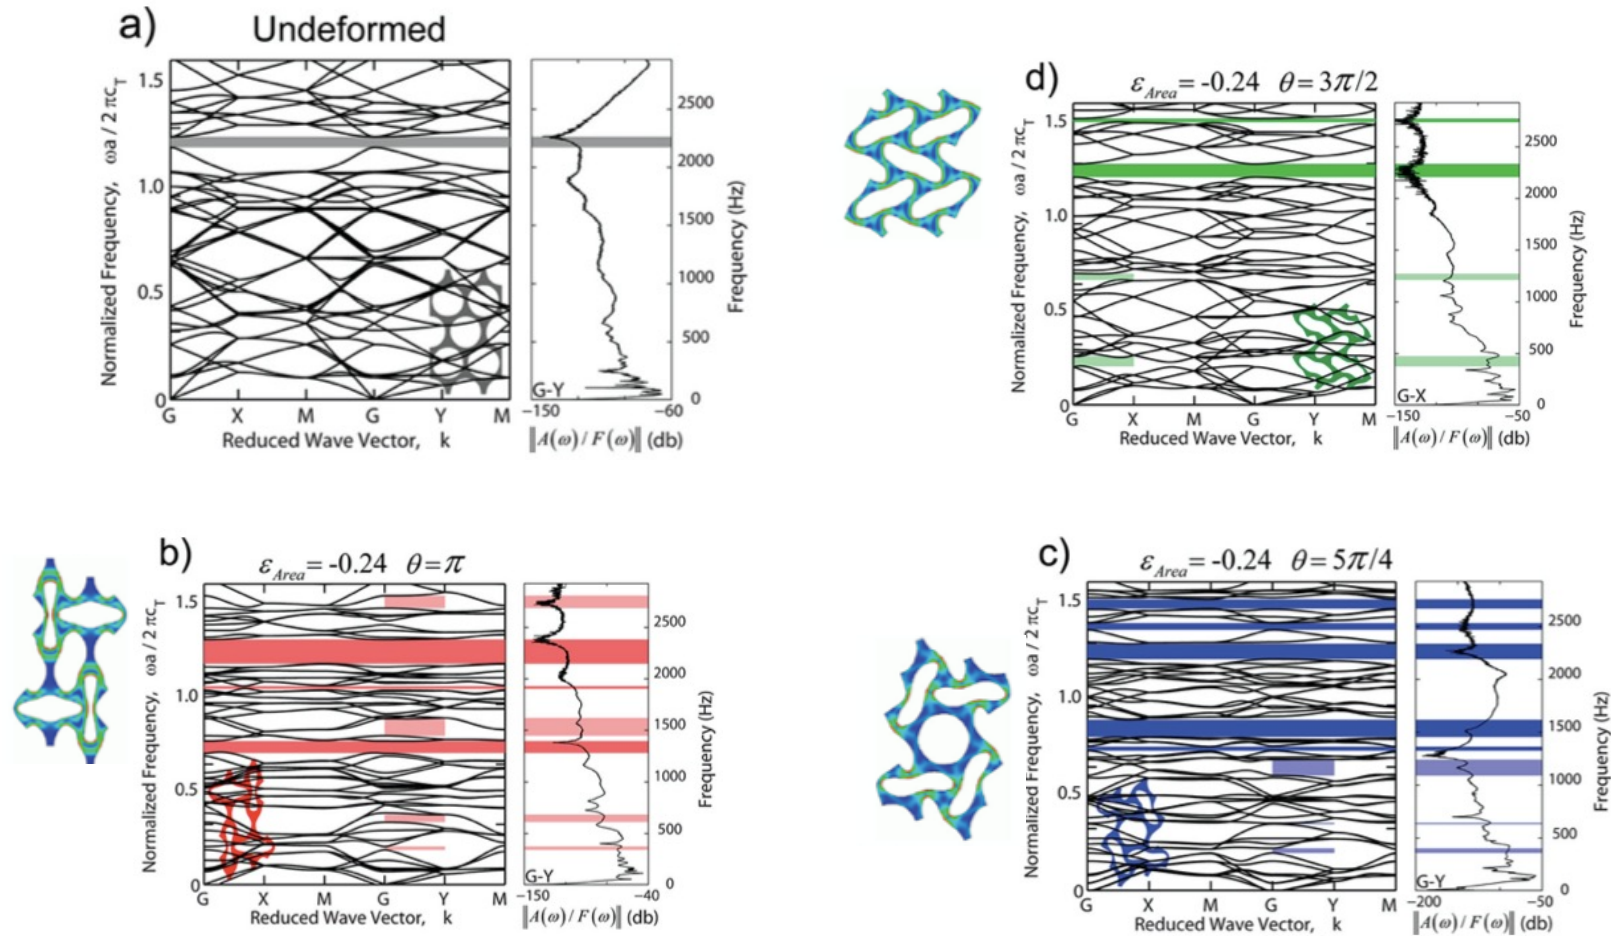 a) Undeformed
Normalized Frequency, ωa / 2 πc_T
1.5
1.0
0.5
0
G X M G Y M
Reduced Wave Vector, k
G-Y
−150 −60
‖A(ω)/F(ω)‖ (db)
2500
2000
1500
1000
500
0
Frequency (Hz)
d) ε_Area = -0.24 θ = 3π/2
Normalized Frequency, ωa / 2 πc_T
1.5
1.0
0.5
0
G X M G Y M
Reduced Wave Vector, k
G-X
−150 −50
‖A(ω)/F(ω)‖ (db)
2500
2000
1500
1000
500
0
Frequency (Hz)
b) ε_Area = -0.24 θ = π
Normalized Frequency, ωa / 2 πc_T
1.5
1.0
0.5
0
G X M G Y M
Reduced Wave Vector, k
G-Y
−150 −40
‖A(ω)/F(ω)‖ (db)
2500
2000
1500
1000
500
0
Frequency (Hz)
c) ε_Area = -0.24 θ = 5π/4
Normalized Frequency, ωa / 2 πc_T
1.5
1.0
0.5
0
G X M G Y M
Reduced Wave Vector, k
G-Y
−200 −50
‖A(ω)/F(ω)‖ (db)
2500
2000
1500
1000
500
0
Frequency (Hz)